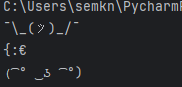 C:\Users\semkn\Pycharm
¯\_(ツ)_/¯
{:€
( ͡° ͜ʖ ͡°)